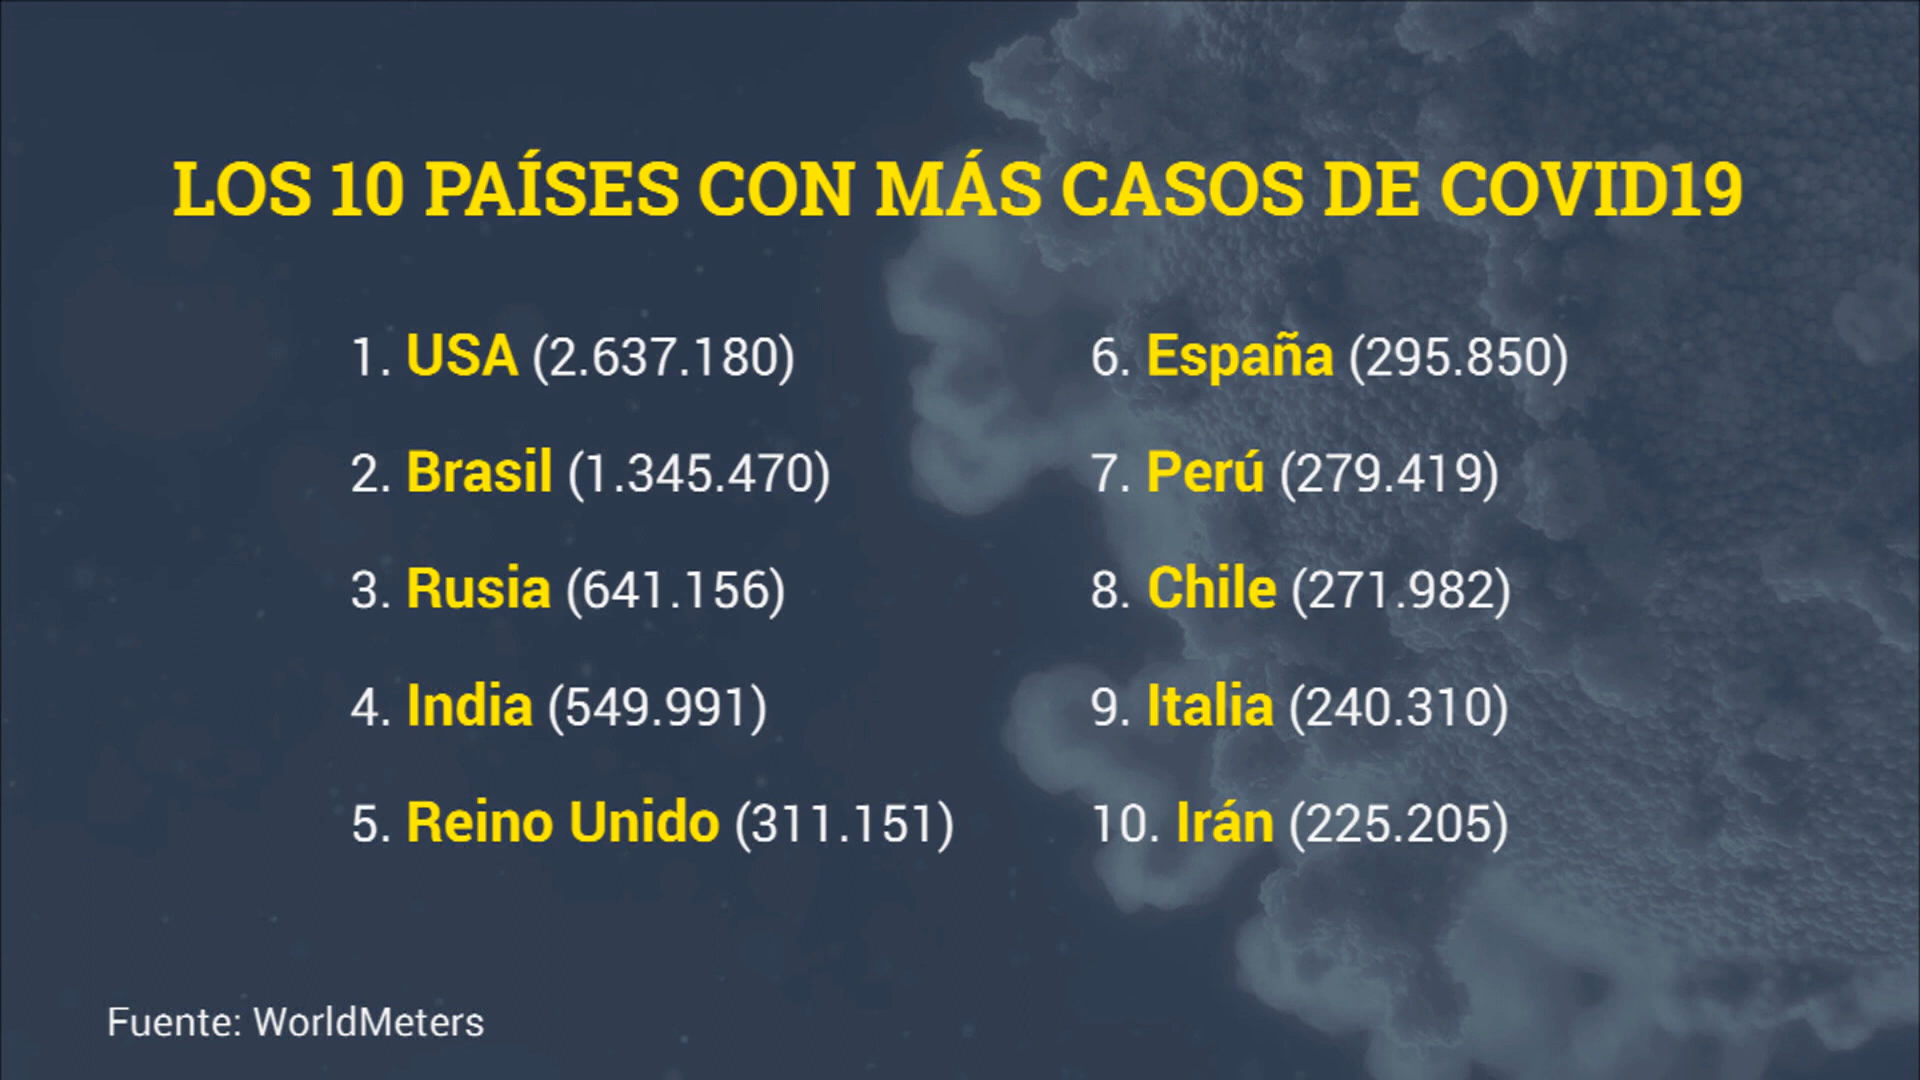 LOS 10 PAÍSES CON MÁS CASOS DE COVID19
1. USA (2.637.180)
2. Brasil (1.345.470)
3. Rusia (641.156)
4. India (549.991)
5. Reino Unido (311.151)
6. España (295.850)
7. Perú (279.419)
8. Chile (271.982)
9. Italia (240.310)
10. Irán (225.205)
Fuente: WorldMeters